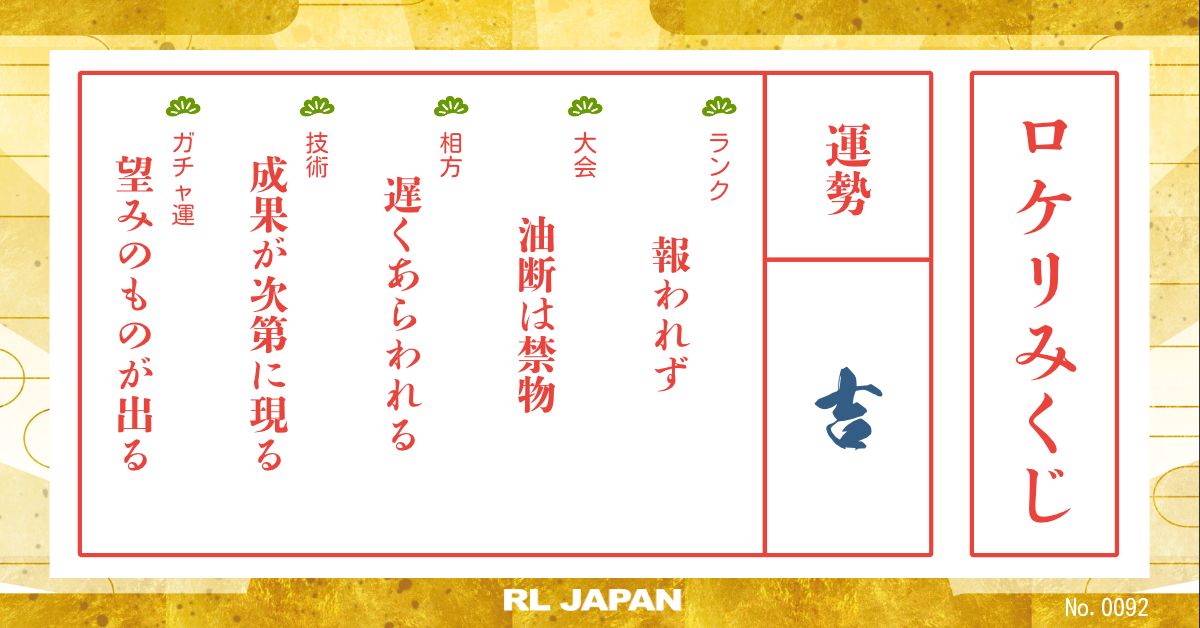 ロケリみくじ
運勢
吉
ランク
報われず
大会
油断は禁物
相方
遅くあらわれる
技術
成果が次第に現る
ガチャ運
望みのものが出る
RL JAPAN
No. 0092